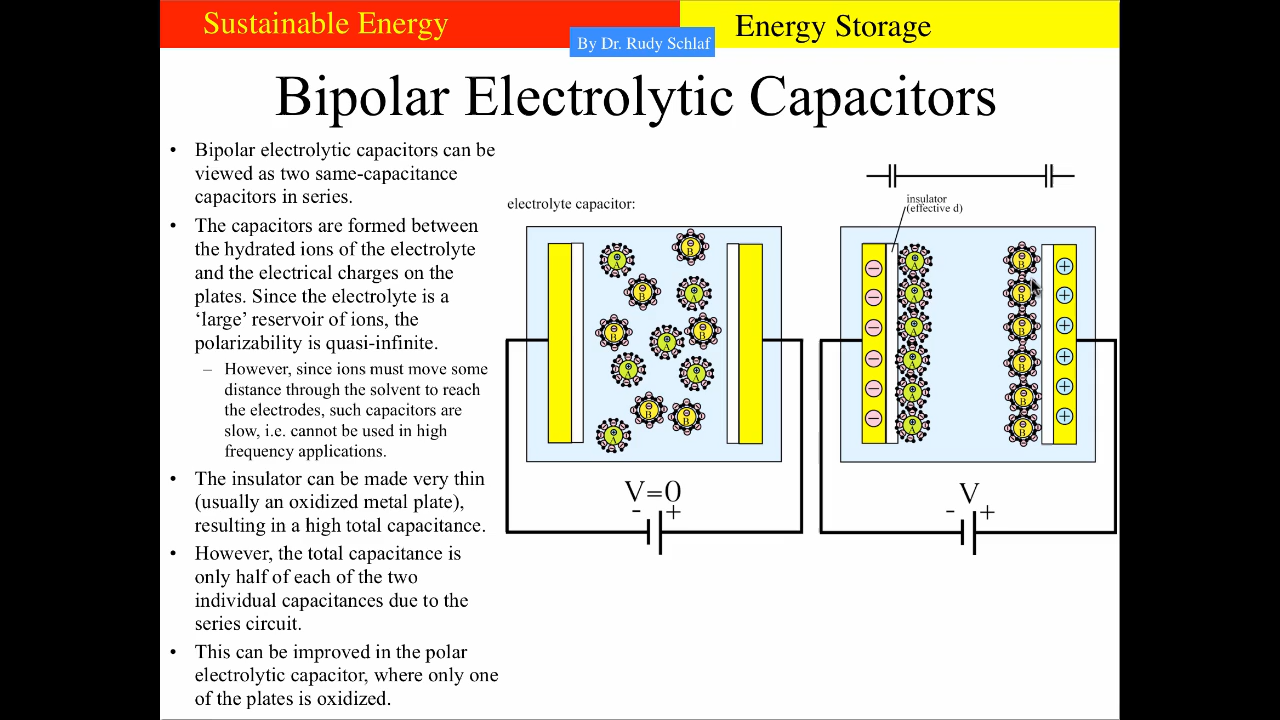 Sustainable Energy
Energy Storage
By Dr. Rudy Schlaf
Bipolar Electrolytic Capacitors
• Bipolar electrolytic capacitors can be
viewed as two same-capacitance
capacitors in series.
• The capacitors are formed between
the hydrated ions of the electrolyte
and the electrical charges on the
plates. Since the electrolyte is a
‘large’ reservoir of ions, the
polarizability is quasi-infinite.
– However, since ions must move some
distance through the solvent to reach
the electrodes, such capacitors are
slow, i.e. cannot be used in high
frequency applications.
• The insulator can be made very thin
(usually an oxidized metal plate),
resulting in a high total capacitance.
• However, the total capacitance is
only half of each of the two
individual capacitances due to the
series circuit.
• This can be improved in the polar
electrolytic capacitor, where only one
of the plates is oxidized.
electrolyte capacitor:
B
A
B
A
B
B
A
A
A
B
B
A
V=0
- +
insulator
(effective d)
− A B +
− A B +
− A B +
− A B +
− A B +
− A B +
V
- +